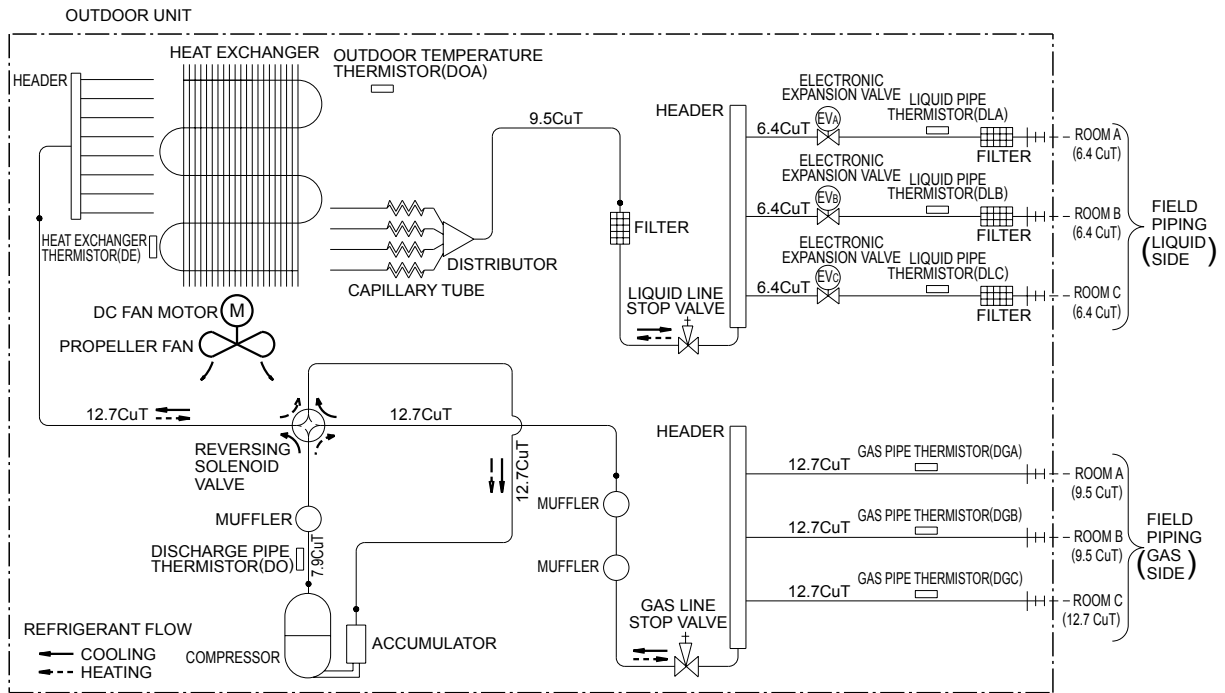 OUTDOOR UNIT
HEAT EXCHANGER
OUTDOOR TEMPERATURE
THERMISTOR(DOA)
HEADER
9.5CuT
HEADER
ELECTRONIC
EXPANSION VALVE
EVA
6.4CuT
LIQUID PIPE
THERMISTOR(DLA)
FILTER
ROOM A
(6.4 CuT)
ELECTRONIC
EXPANSION VALVE
EVB
6.4CuT
LIQUID PIPE
THERMISTOR(DLB)
FILTER
ROOM B
(6.4 CuT)
ELECTRONIC
EXPANSION VALVE
EVC
6.4CuT
LIQUID PIPE
THERMISTOR(DLC)
FILTER
ROOM C
(6.4 CuT)
FIELD
PIPING
(LIQUID)
SIDE
HEAT EXCHANGER
THERMISTOR(DE)
DISTRIBUTOR
CAPILLARY TUBE
FILTER
LIQUID LINE
STOP VALVE
DC FAN MOTOR
M
PROPELLER FAN
12.7CuT
12.7CuT
REVERSING
SOLENOID
VALVE
12.7CuT
MUFFLER
DISCHARGE PIPE
THERMISTOR(DO)
7.9CuT
MUFFLER
MUFFLER
HEADER
12.7CuT
GAS PIPE THERMISTOR(DGA)
ROOM A
(9.5 CuT)
12.7CuT
GAS PIPE THERMISTOR(DGB)
ROOM B
(9.5 CuT)
12.7CuT
GAS PIPE THERMISTOR(DGC)
ROOM C
(12.7 CuT)
FIELD
PIPING
(GAS)
SIDE
GAS LINE
STOP VALVE
ACCUMULATOR
COMPRESSOR
REFRIGERANT FLOW
COOLING
HEATING